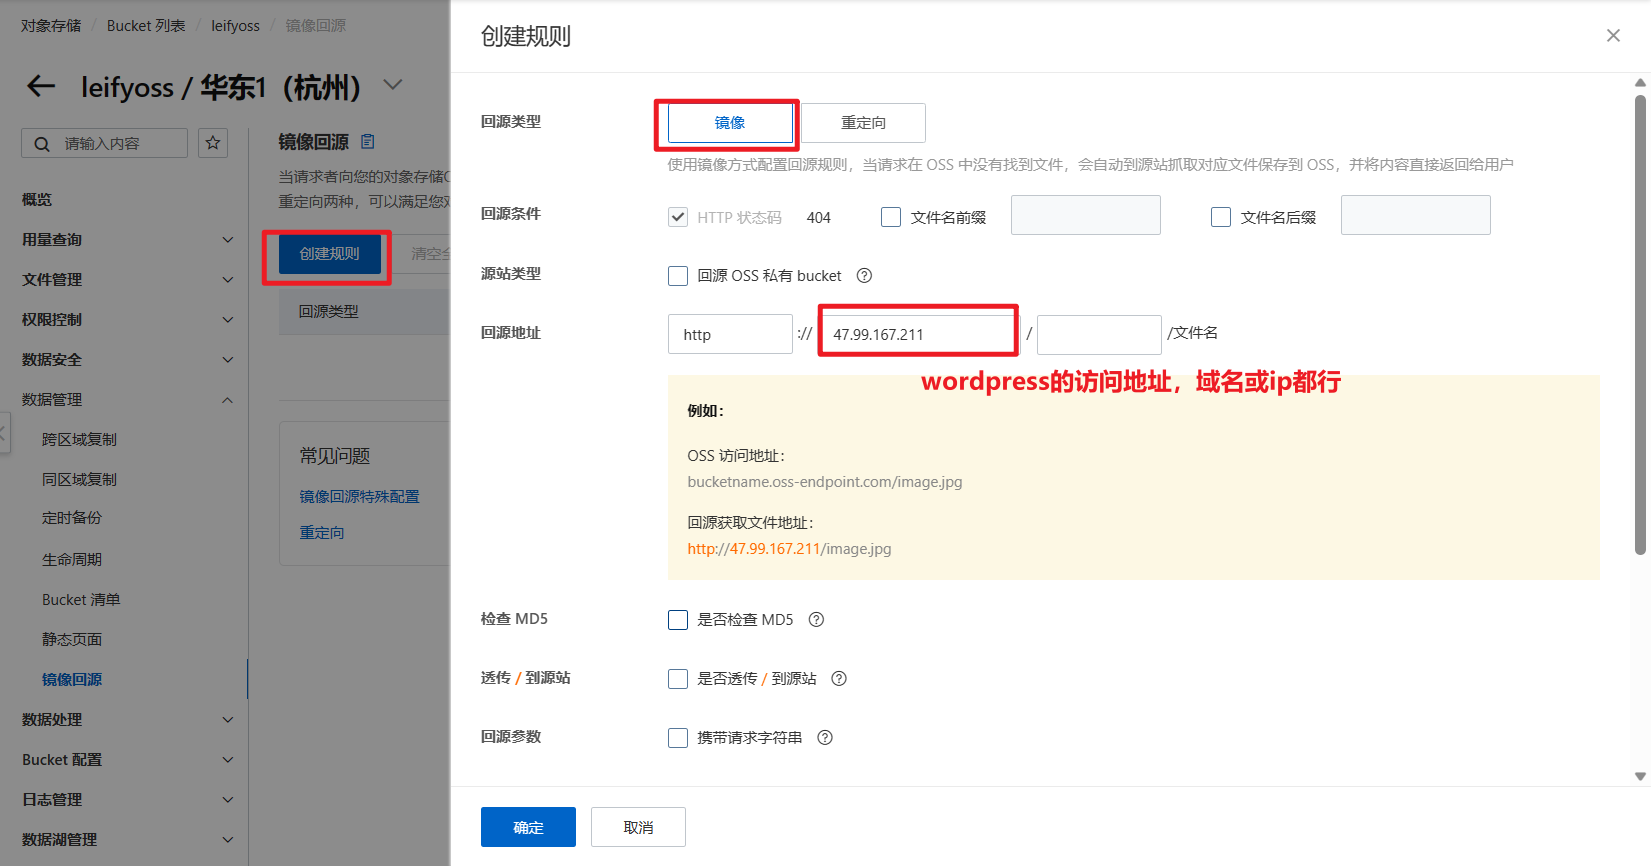 对象存储 / Bucket 列表 / leifyoss / 镜像回源
leifyoss / 华东1（杭州）
请输入内容
概览
用量查询
文件管理
权限控制
数据安全
数据管理
跨区域复制
同区域复制
定时备份
生命周期
Bucket 清单
静态页面
镜像回源
数据处理
Bucket 配置
日志管理
数据湖管理
镜像回源
当请求者向您的对象存储
重定向两种，可以满足您
创建规则
清空
回源类型
常见问题
镜像回源特殊配置
重定向
创建规则
回源类型 镜像 重定向
使用镜像方式配置回源规则，当请求在 OSS 中没有找到文件，会自动到源站抓取对应文件保存到 OSS，并将内容直接返回给用户
回源条件 HTTP 状态码 404 文件名前缀 文件名后缀
源站类型 回源 OSS 私有 bucket
回源地址 http :// 47.99.167.211 / /文件名
wordpress的访问地址，域名或ip都行
例如：
OSS 访问地址：
bucketname.oss-endpoint.com/image.jpg
回源获取文件地址：
http://47.99.167.211/image.jpg
检查 MD5 是否检查 MD5
透传 / 到源站 是否透传 / 到源站
回源参数 携带请求字符串
确定 取消